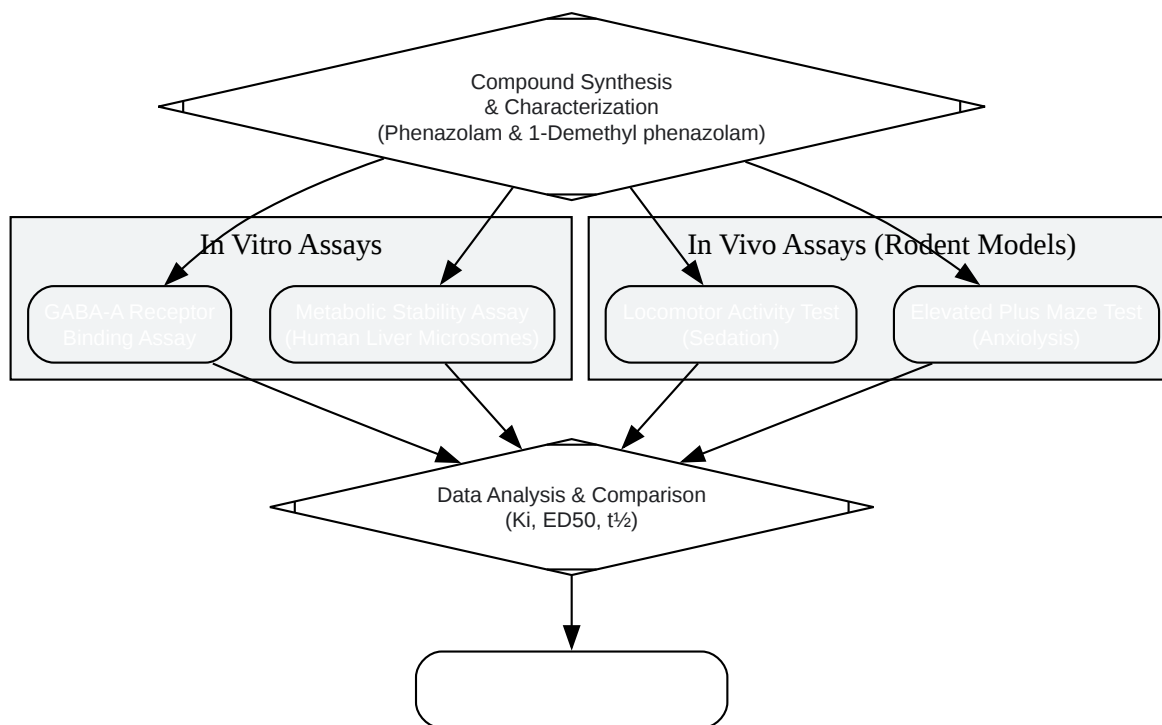 Compound Synthesis
& Characterization
(Phenazolam & 1-Demethyl phenazolam)
In Vitro Assays
In Vivo Assays (Rodent Models)
GABA-A Receptor
Binding Assay
Metabolic Stability Assay
(Human Liver Microsomes)
Locomotor Activity Test
(Sedation)
Elevated Plus Maze Test
(Anxiolysis)
Data Analysis & Comparison
(Ki, ED50, t½)